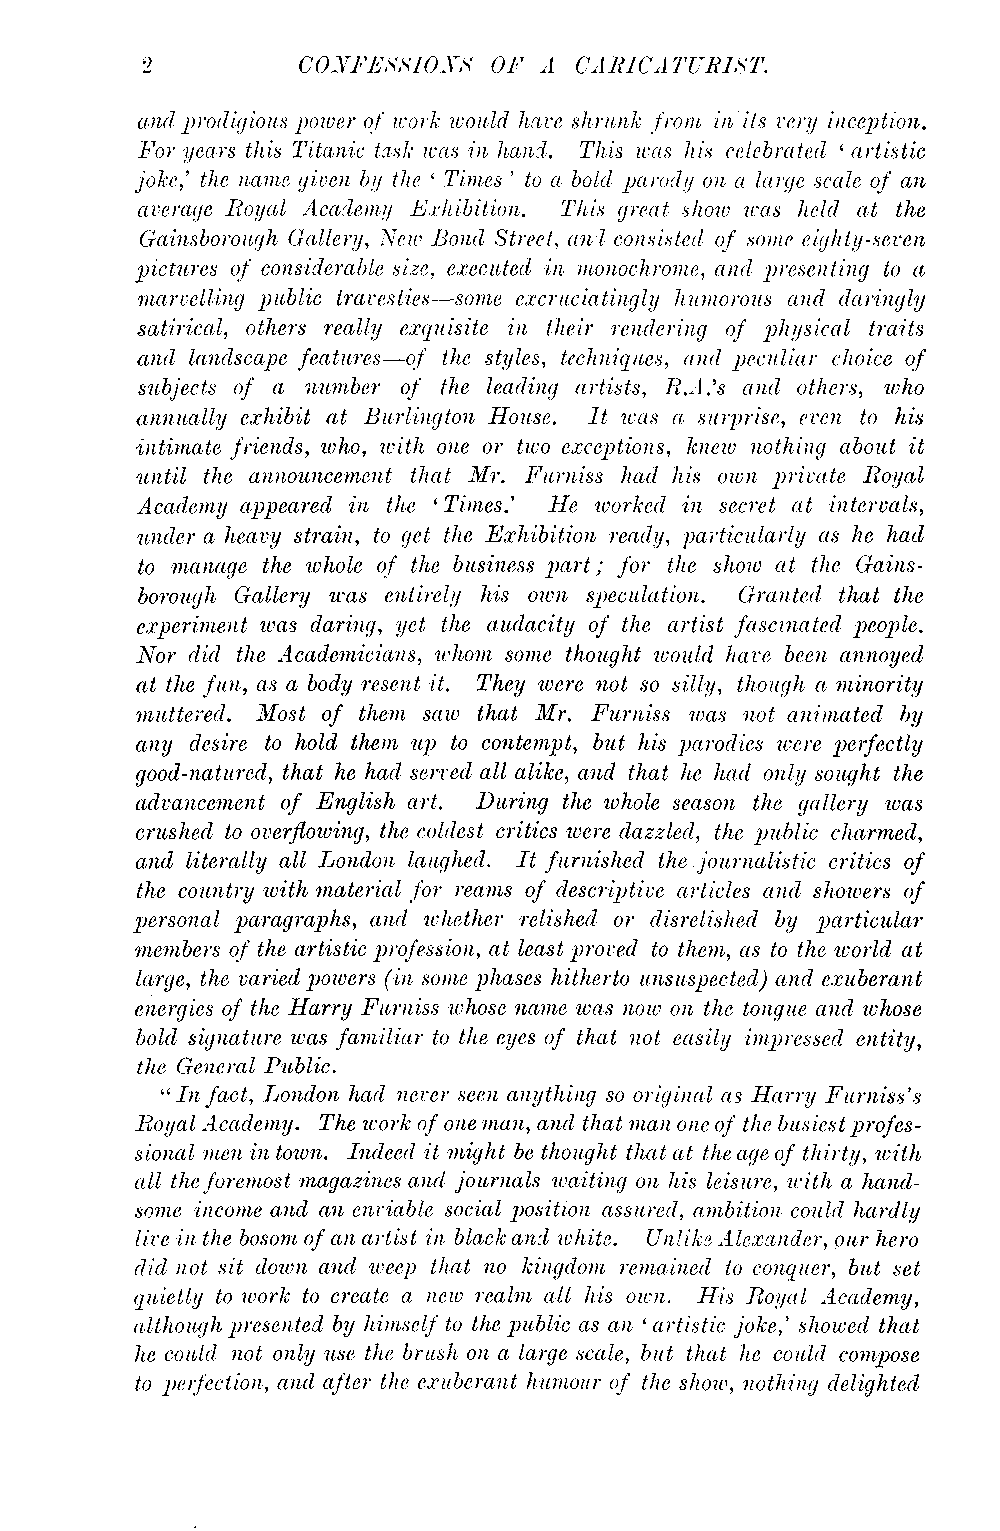 2 CONFESSIONS OF A CARICATURIST.
and prodigious power of work would have shrunk from in its very inception.
For years this Titanic task was in hand. This was his celebrated ‘artistic
joke,’ the name given by the ‘Times’ to a bold parody on a large scale of an
average Royal Academy Exhibition. This great show was held at the
Gainsborough Gallery, New Bond Street, and consisted of some eighty-seven
pictures of considerable size, executed in monochrome, and presenting to a
marvelling public travesties—some excruciatingly humorous and daringly
satirical, others really exquisite in their rendering of physical traits
and landscape features—of the styles, techniques, and peculiar choice of
subjects of a number of the leading artists, R.A.'s and others, who
annually exhibit at Burlington House. It was a surprise, even to his
intimate friends, who, with one or two exceptions, knew nothing about it
until the announcement that Mr. Furniss had his own private Royal
Academy appeared in the ‘Times.’ He worked in secret at intervals,
under a heavy strain, to get the Exhibition ready, particularly as he had
to manage the whole of the business part; for the show at the Gains-
borough Gallery was entirely his own speculation. Granted that the
experiment was daring, yet the audacity of the artist fascinated people.
Nor did the Academicians, whom some thought would have been annoyed
at the fun, as a body resent it. They were not so silly, though a minority
muttered. Most of them saw that Mr. Furniss was not animated by
any desire to hold them up to contempt, but his parodies were perfectly
good-natured, that he had served all alike, and that he had only sought the
advancement of English art. During the whole season the gallery was
crushed to overflowing, the coldest critics were dazzled, the public charmed,
and literally all London laughed. It furnished the journalistic critics of
the country with material for reams of descriptive articles and showers of
personal paragraphs, and whether relished or disrelished by particular
members of the artistic profession, at least proved to them, as to the world at
large, the varied powers (in some phases hitherto unsuspected) and exuberant
energies of the Harry Furniss whose name was now on the tongue and whose
bold signature was familiar to the eyes of that not easily impressed entity,
the General Public.
“In fact, London had never seen anything so original as Harry Furniss's
Royal Academy. The work of one man, and that man one of the busiest profes-
sional men in town. Indeed it might be thought that at the age of thirty, with
all the foremost magazines and journals waiting on his leisure, with a hand-
some income and an enviable social position assured, ambition could hardly
live in the bosom of an artist in black and white. Unlike Alexander, our hero
did not sit down and weep that no kingdom remained to conquer, but set
quietly to work to create a new realm all his own. His Royal Academy,
although presented by himself to the public as an ‘artistic joke,’ showed that
he could not only use the brush on a large scale, but that he could compose
to perfection, and after the exuberant humour of the show, nothing delighted